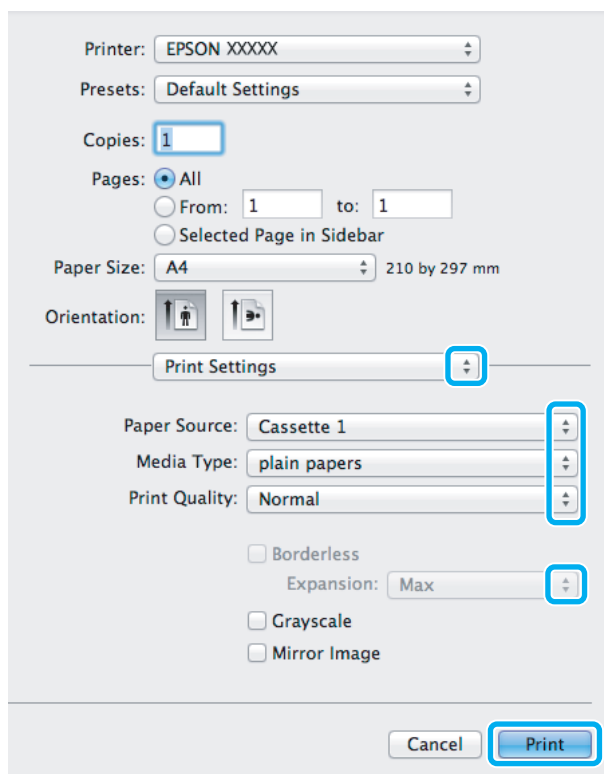 Printer: EPSON XXXXX
Presets: Default Settings
Copies: 1
Pages: All
From: 1 to: 1
Selected Page in Sidebar
Paper Size: A4 210 by 297 mm
Orientation:
Print Settings
Paper Source: Cassette 1
Media Type: plain papers
Print Quality: Normal
Borderless
Expansion: Max
Grayscale
Mirror Image
Cancel Print